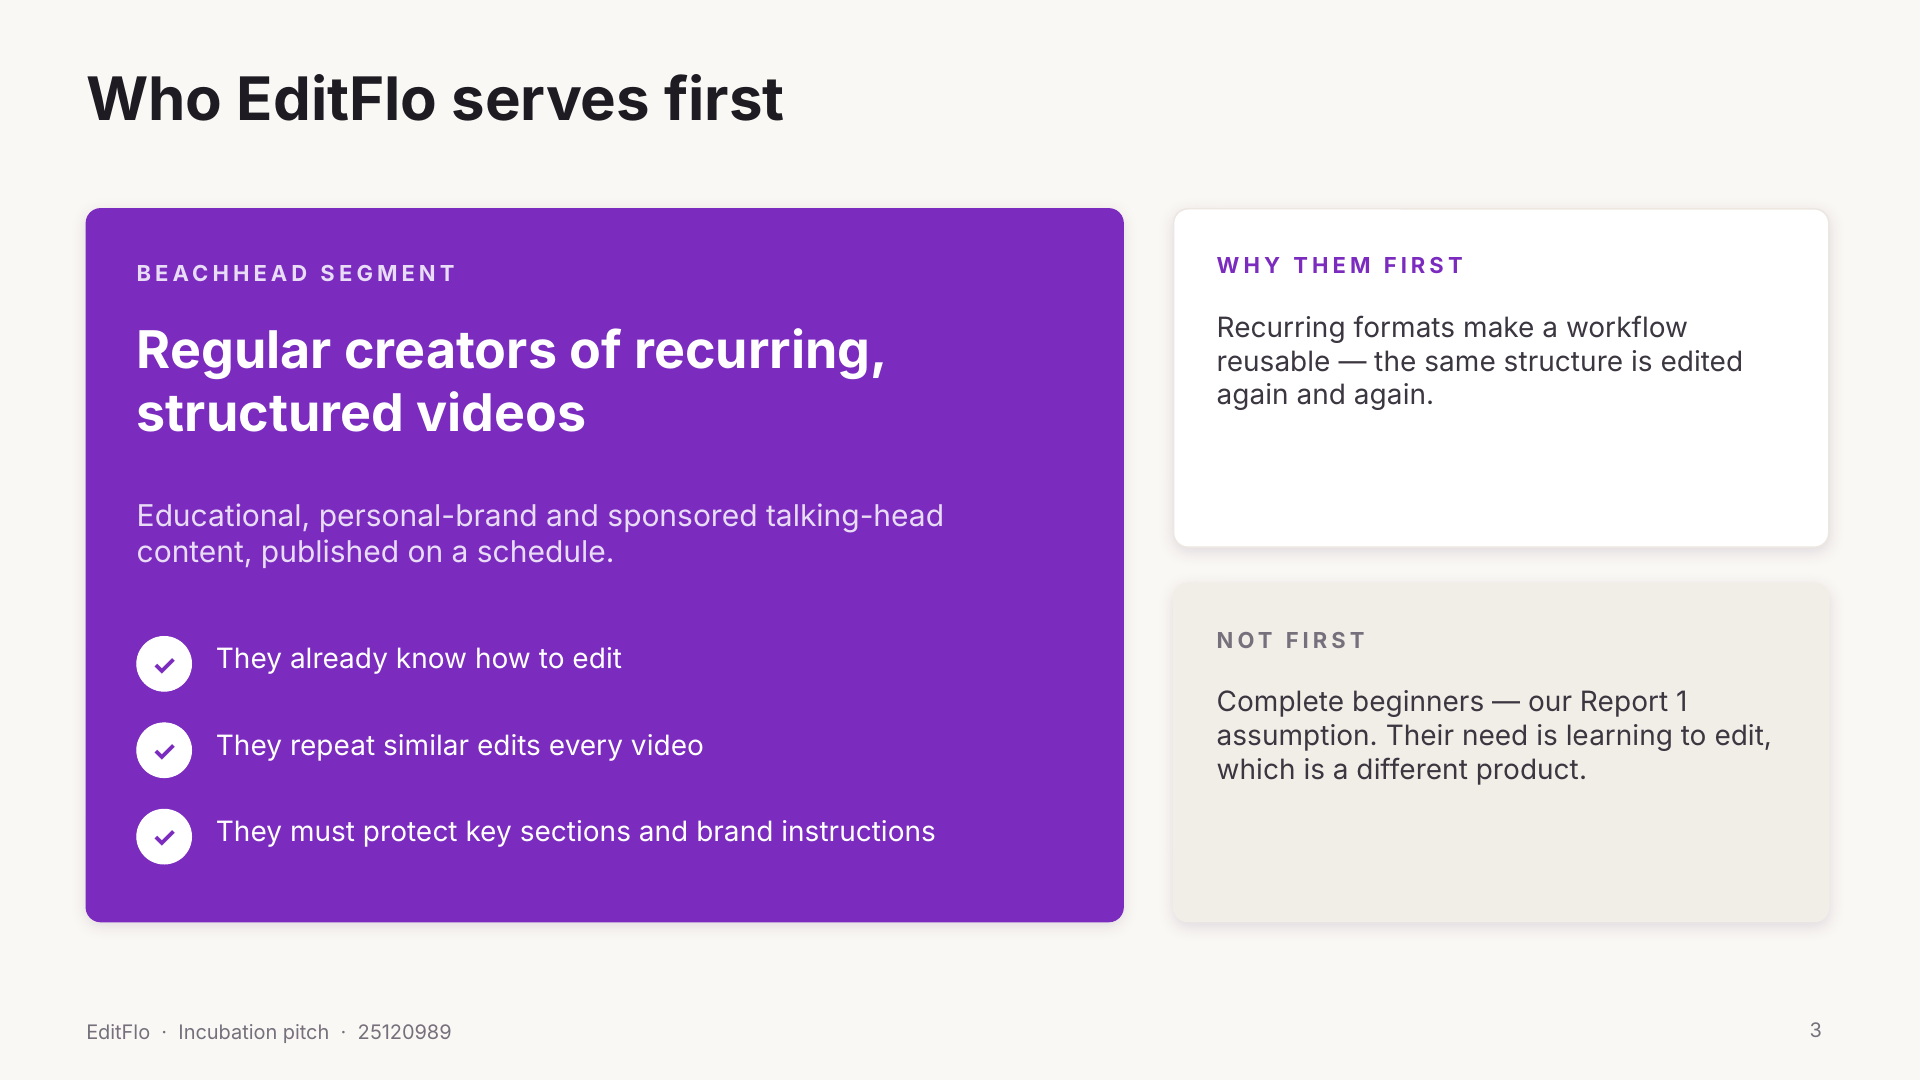 Who EditFlo serves first
BEACHHEAD SEGMENT
Regular creators of recurring,
structured videos
Educational, personal-brand and sponsored talking-head
content, published on a schedule.
They already know how to edit
They repeat similar edits every video
They must protect key sections and brand instructions
WHY THEM FIRST
Recurring formats make a workflow
reusable — the same structure is edited
again and again.
NOT FIRST
Complete beginners — our Report 1
assumption. Their need is learning to edit,
which is a different product.
EditFlo · Incubation pitch · 25120989
3